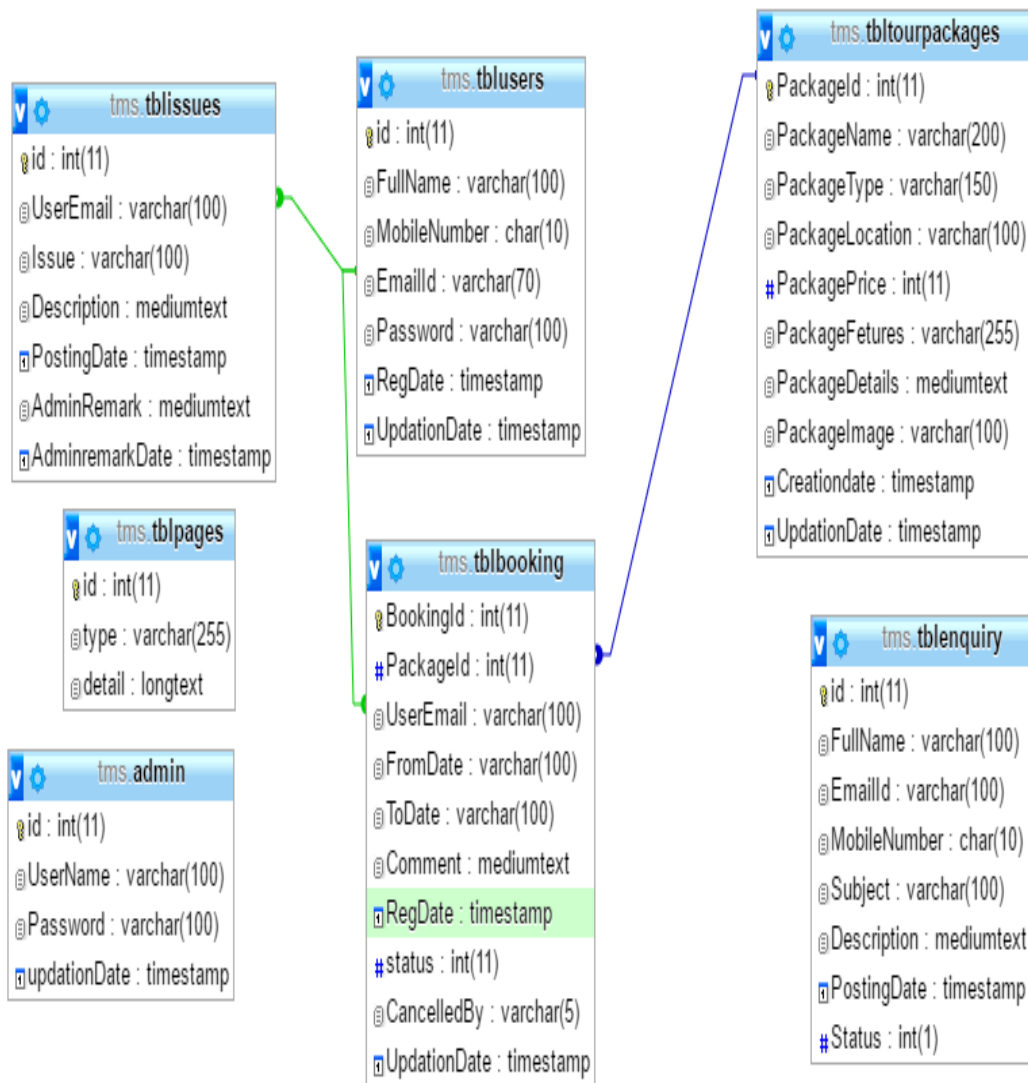 tms.tblissues
id : int(11)
UserEmail : varchar(100)
Issue : varchar(100)
Description : mediumtext
PostingDate : timestamp
AdminRemark : mediumtext
AdminremarkDate : timestamp
tms.tblusers
id : int(11)
FullName : varchar(100)
MobileNumber : char(10)
EmailId : varchar(70)
Password : varchar(100)
RegDate : timestamp
UpdationDate : timestamp
tms.tbltourpackages
PackageId : int(11)
PackageName : varchar(200)
PackageType : varchar(150)
PackageLocation : varchar(100)
PackagePrice : int(11)
PackageFetures : varchar(255)
PackageDetails : mediumtext
PackageImage : varchar(100)
Creationdate : timestamp
UpdationDate : timestamp
tms.tblpages
id : int(11)
type : varchar(255)
detail : longtext
tms.admin
id : int(11)
UserName : varchar(100)
Password : varchar(100)
updationDate : timestamp
tms.tblbooking
BookingId : int(11)
PackageId : int(11)
UserEmail : varchar(100)
FromDate : varchar(100)
ToDate : varchar(100)
Comment : mediumtext
RegDate : timestamp
status : int(11)
CancelledBy : varchar(5)
UpdationDate : timestamp
tms.tblenquiry
id : int(11)
FullName : varchar(100)
EmailId : varchar(100)
MobileNumber : char(10)
Subject : varchar(100)
Description : mediumtext
PostingDate : timestamp
Status : int(1)